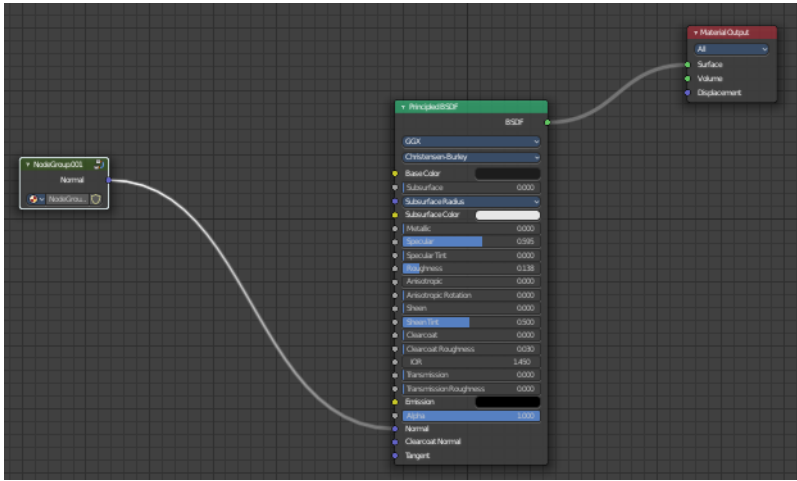 NodeGroup.001
Normal
NodeGrou...
Principled BSDF
BSDF
GGX
Christensen-Burley
Base Color
Subsurface 0.000
Subsurface Radius
Subsurface Color
Metallic 0.000
Specular 0.595
Specular Tint 0.000
Roughness 0.138
Anisotropic 0.000
Anisotropic Rotation 0.000
Sheen 0.000
Sheen Tint 0.500
Clearcoat 0.000
Clearcoat Roughness 0.030
IOR 1.450
Transmission 0.000
Transmission Roughness 0.000
Emission
Alpha 1.000
Normal
Clearcoat Normal
Tangent
Material Output
All
Surface
Volume
Displacement